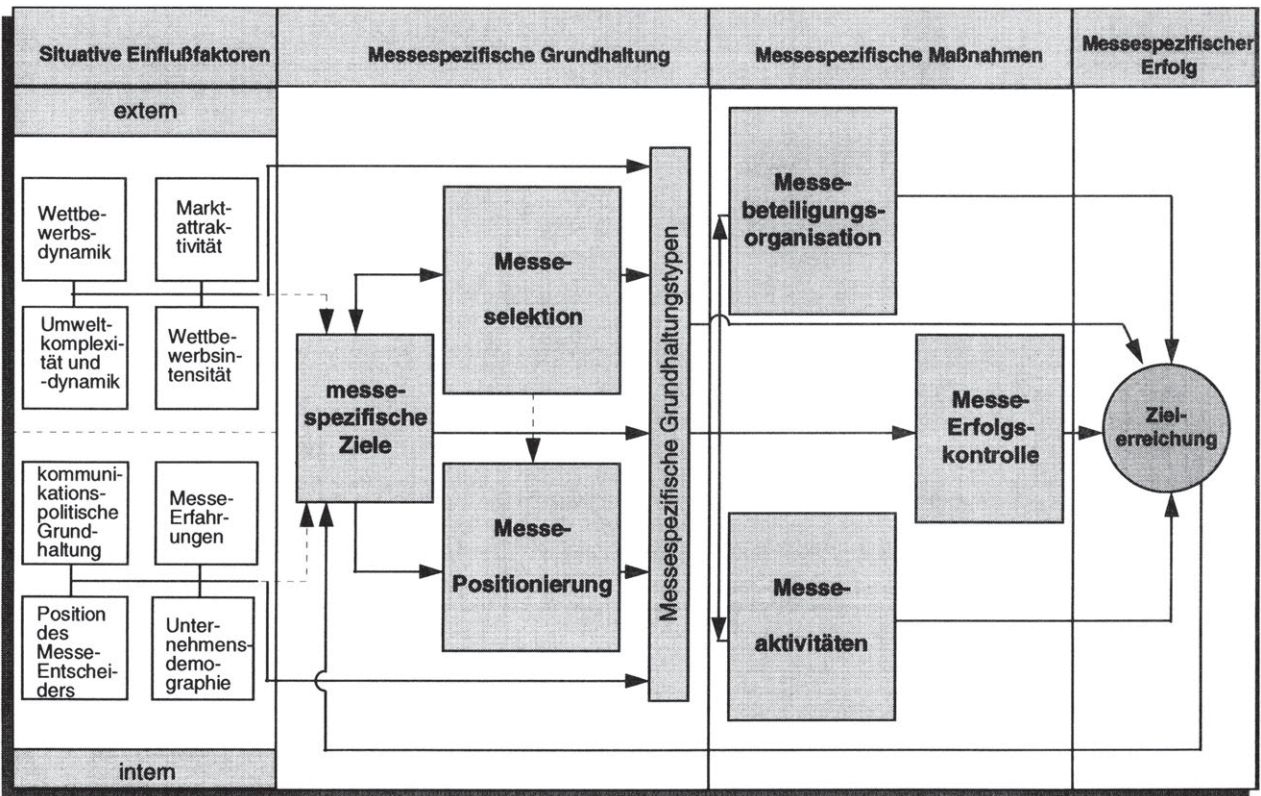 Situative Einflußfaktoren
Messespezifische Grundhaltung
Messespezifische Maßnahmen
Messespezifischer
Erfolg
extern
Wettbe-
werbs-
dynamik
Markt-
attrak-
tivität
Umwelt-
komplexi-
tät und
-dynamik
Wettbe-
werbsin-
tensität
kommuni-
kations-
politische
Grund-
haltung
Messe-
Erfahr-
ungen
Position
des
Messe-
Entschei-
ders
Unter-
nehmens-
demo-
graphie
intern
messe-
spezifische
Ziele
Messe-
selektion
Messe-
Positionierung
Messespezifische Grundhaltungstypen
Messe-
beteiligungs-
organisation
Messe-
Erfolgs-
kontrolle
Messe-
aktivitäten
Ziel-
erreichung